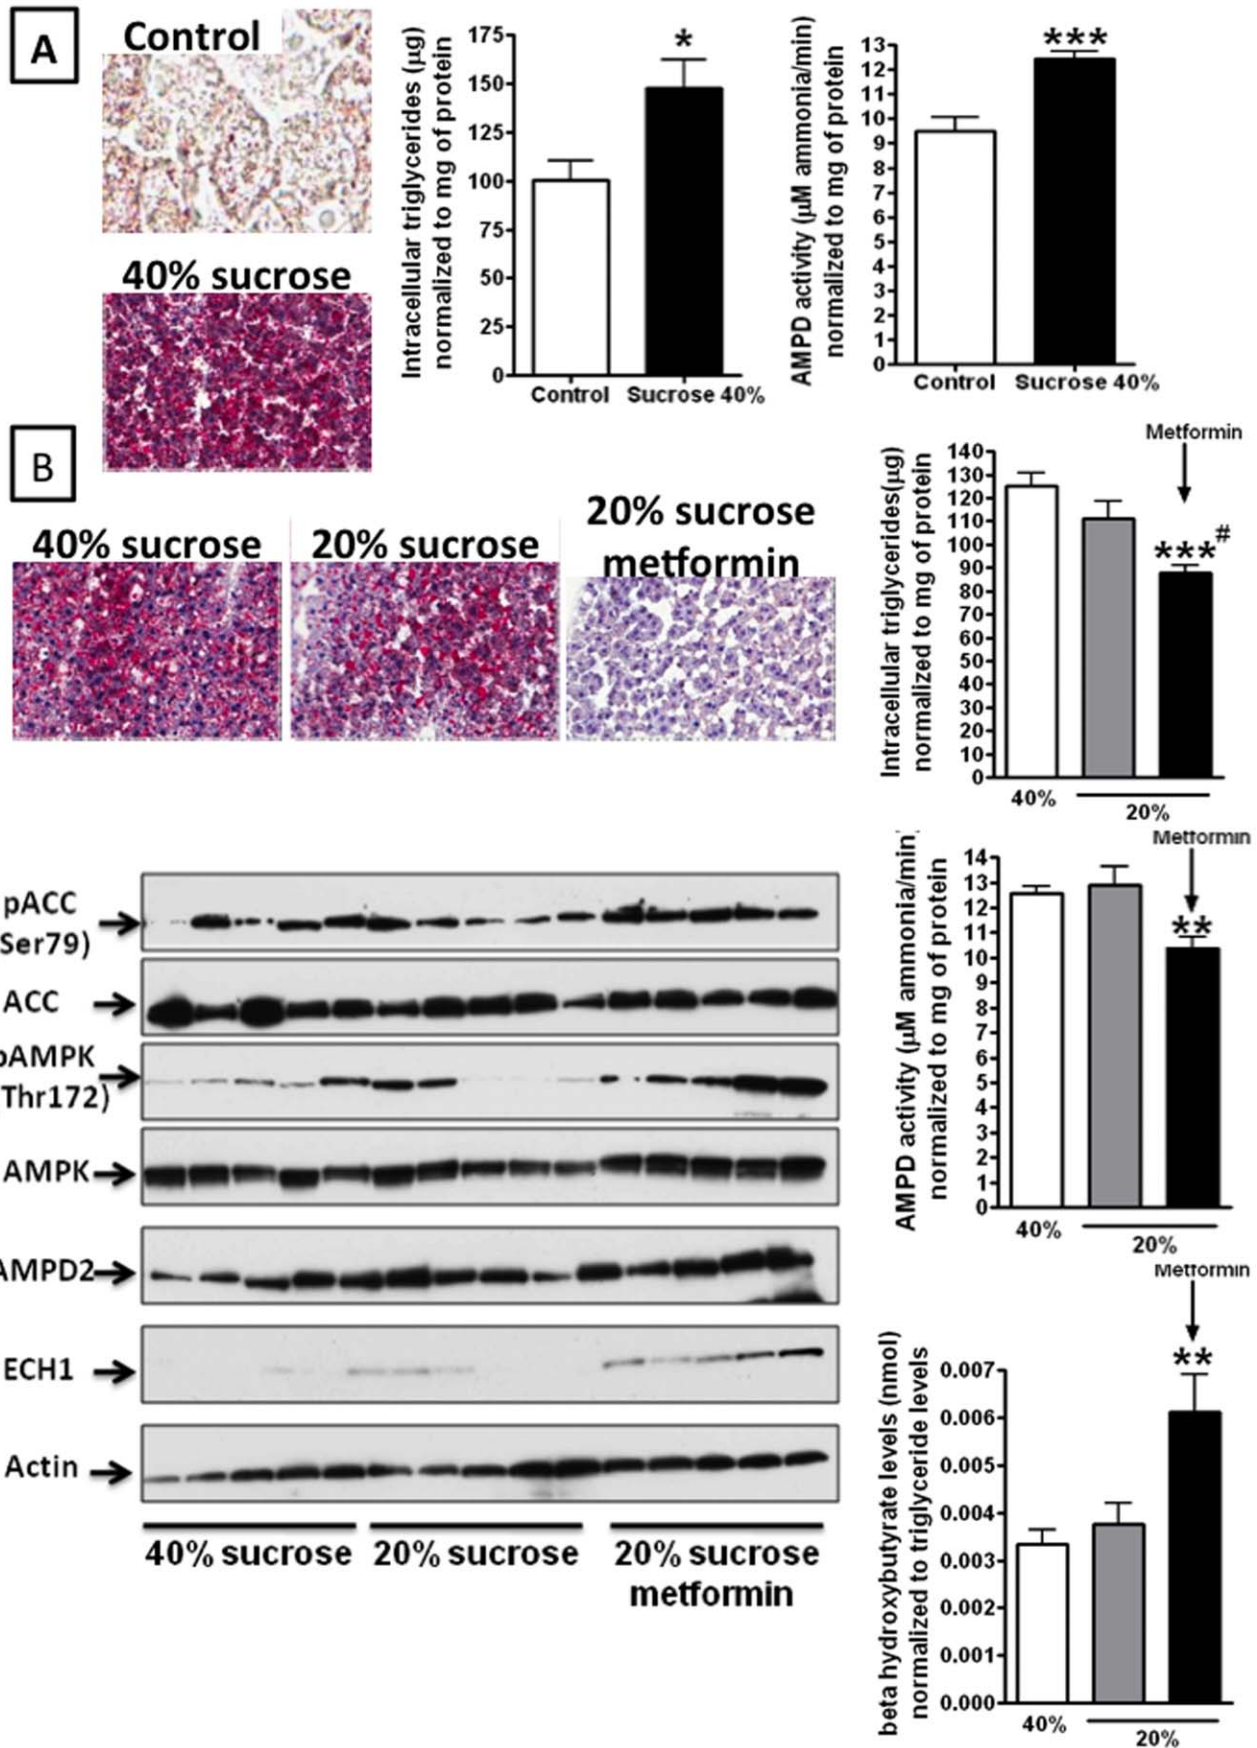 A
Control
40% sucrose
Intracellular triglycerides (μg)
normalized to mg of protein
175
150
125
100
75
50
25
0
*
Control Sucrose 40%
AMPD activity (μM ammonia/min)
normalized to mg of protein
13
12
11
10
9
8
7
6
5
4
3
2
1
0
***
Control Sucrose 40%
B
40% sucrose
20% sucrose
20% sucrose
metformin
Intracellular triglycerides(μg)
normalized to mg of protein
140
130
120
110
100
90
80
70
60
50
40
30
20
10
0
Metformin
***#
40%
20%
AMPD activity (μM ammonia/min)
normalized to mg of protein
14
13
12
11
10
9
8
7
6
5
4
3
2
1
0
Metformin
**
40%
20%
beta hydroxybutyrate levels (nmol)
normalized to triglyceride levels
0.007
0.006
0.005
0.004
0.003
0.002
0.001
0.000
Metformin
**
40%
20%
pACC
Ser79)
ACC
pAMPK
Thr172)
AMPK
AMPD2
ECH1
Actin
40% sucrose 20% sucrose 20% sucrose
metformin